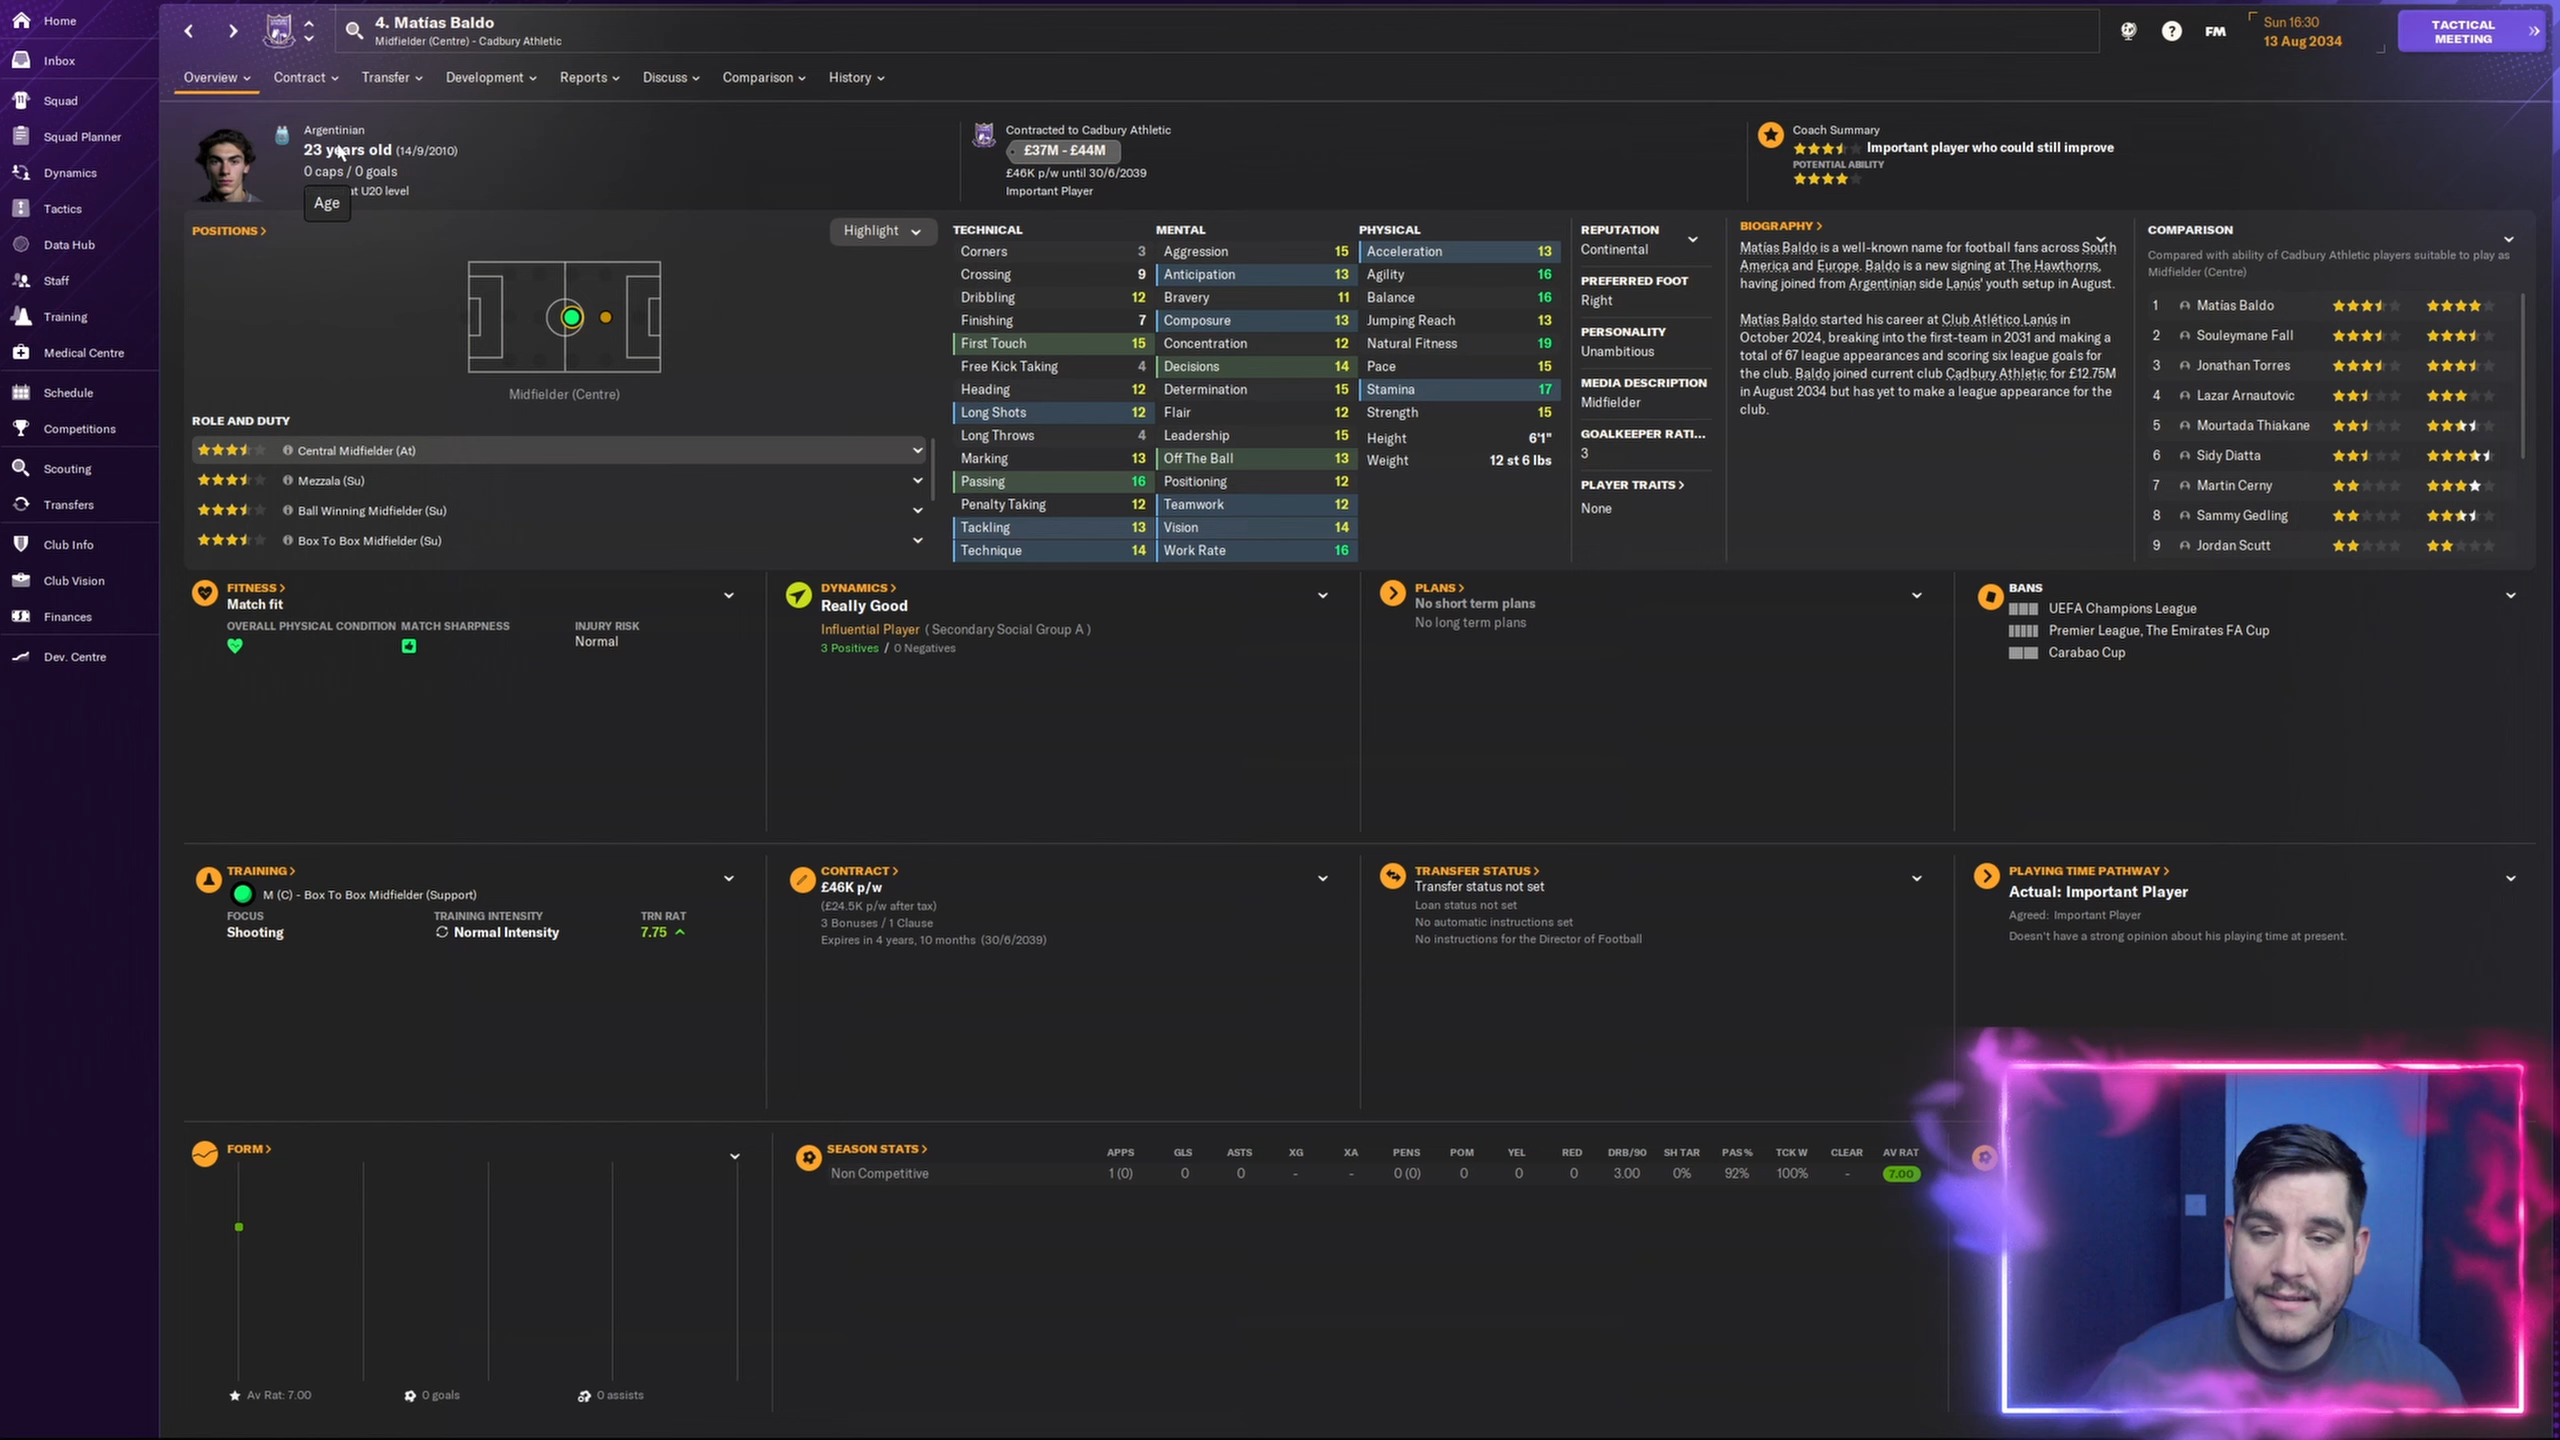 Home
Inbox
Squad
Squad Planner
Dynamics
Tactics
Data Hub
Staff
Training
Medical Centre
Schedule
Competitions
Scouting
Transfers
Club Info
Club Vision
Finances
Dev. Centre
4. Matías Baldo
Midfielder (Centre) - Cadbury Athletic
?
FM
Sun 16:30
13 Aug 2034
TACTICAL MEETING
Overview
Contract
Transfer
Development
Reports
Discuss
Comparison
History
Argentinian
23 years old (14/9/2010)
0 caps / 0 goals
at U20 level
Age
Contracted to Cadbury Athletic
£37M - £44M
£46K p/w until 30/6/2039
Important Player
Coach Summary
Important player who could still improve
POTENTIAL ABILITY
POSITIONS >
Highlight
Midfielder (Centre)
ROLE AND DUTY
Central Midfielder (At)
Mezzala (Su)
Ball Winning Midfielder (Su)
Box To Box Midfielder (Su)
TECHNICAL
Corners 3
Crossing 9
Dribbling 12
Finishing 7
First Touch 15
Free Kick Taking 4
Heading 12
Long Shots 12
Long Throws 4
Marking 13
Passing 16
Penalty Taking 12
Tackling 13
Technique 14
MENTAL
Aggression 15
Anticipation 13
Bravery 11
Composure 13
Concentration 12
Decisions 14
Determination 15
Flair 12
Leadership 15
Off The Ball 13
Positioning 12
Teamwork 12
Vision 14
Work Rate 16
PHYSICAL
Acceleration 13
Agility 16
Balance 16
Jumping Reach 13
Natural Fitness 19
Pace 15
Stamina 17
Strength 15
Height 6'1"
Weight 12 st 6 lbs
REPUTATION
Continental
PREFERRED FOOT
Right
PERSONALITY
Unambitious
MEDIA DESCRIPTION
Midfielder
GOALKEEPER RATI...
3
PLAYER TRAITS >
None
BIOGRAPHY >
Matías Baldo is a well-known name for football fans across South
America and Europe. Baldo is a new signing at The Hawthorns,
having joined from Argentinian side Lanús' youth setup in August.
Matías Baldo started his career at Club Atlético Lanús in
October 2024, breaking into the first-team in 2031 and making a
total of 67 league appearances and scoring six league goals for
the club. Baldo joined current club Cadbury Athletic for £12.75M
in August 2034 but has yet to make a league appearance for the
club.
COMPARISON
Compared with ability of Cadbury Athletic players suitable to play as
Midfielder (Centre)
1 Matías Baldo
2 Souleymane Fall
3 Jonathan Torres
4 Lazar Arnautovic
5 Mourtada Thiakane
6 Sidy Diatta
7 Martin Cerny
8 Sammy Gedling
9 Jordan Scutt
FITNESS >
Match fit
OVERALL PHYSICAL CONDITION MATCH SHARPNESS INJURY RISK
Normal
DYNAMICS >
Really Good
Influential Player ( Secondary Social Group A )
3 Positives / 0 Negatives
PLANS >
No short term plans
No long term plans
BANS
UEFA Champions League
Premier League, The Emirates FA Cup
Carabao Cup
TRAINING >
M (C) - Box To Box Midfielder (Support)
FOCUS TRAINING INTENSITY TRN RAT
Shooting Normal Intensity 7.75
CONTRACT >
£46K p/w
(£24.5K p/w after tax)
3 Bonuses / 1 Clause
Expires in 4 years, 10 months (30/6/2039)
TRANSFER STATUS >
Transfer status not set
Loan status not set
No automatic instructions set
No instructions for the Director of Football
PLAYING TIME PATHWAY >
Actual: Important Player
Agreed: Important Player
Doesn't have a strong opinion about his playing time at present.
FORM >
Av Rat: 7.00 0 goals 0 assists
SEASON STATS > APPS GLS ASTS XG XA PENS POM YEL RED DRB/90 SH TAR PAS % TCK W CLEAR AV RAT
Non Competitive 1 (0) 0 0 - - 0 (0) 0 0 0 3.00 0% 92% 100% - 7.00